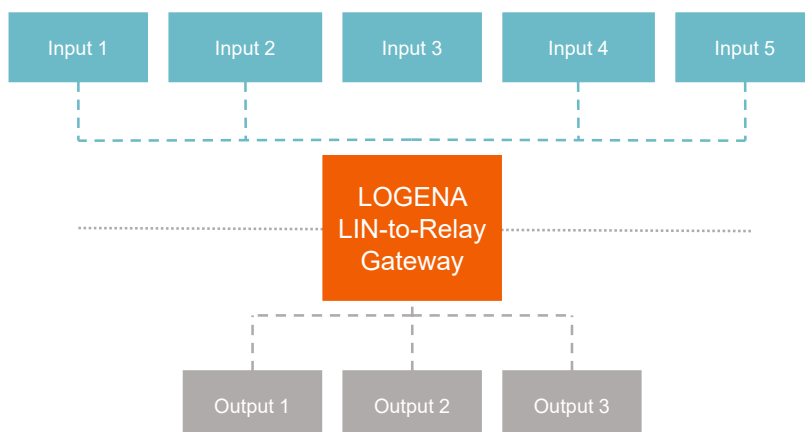 Input 1
Input 2
Input 3
Input 4
Input 5
LOGENA
LIN-to-Relay
Gateway
Output 1
Output 2
Output 3